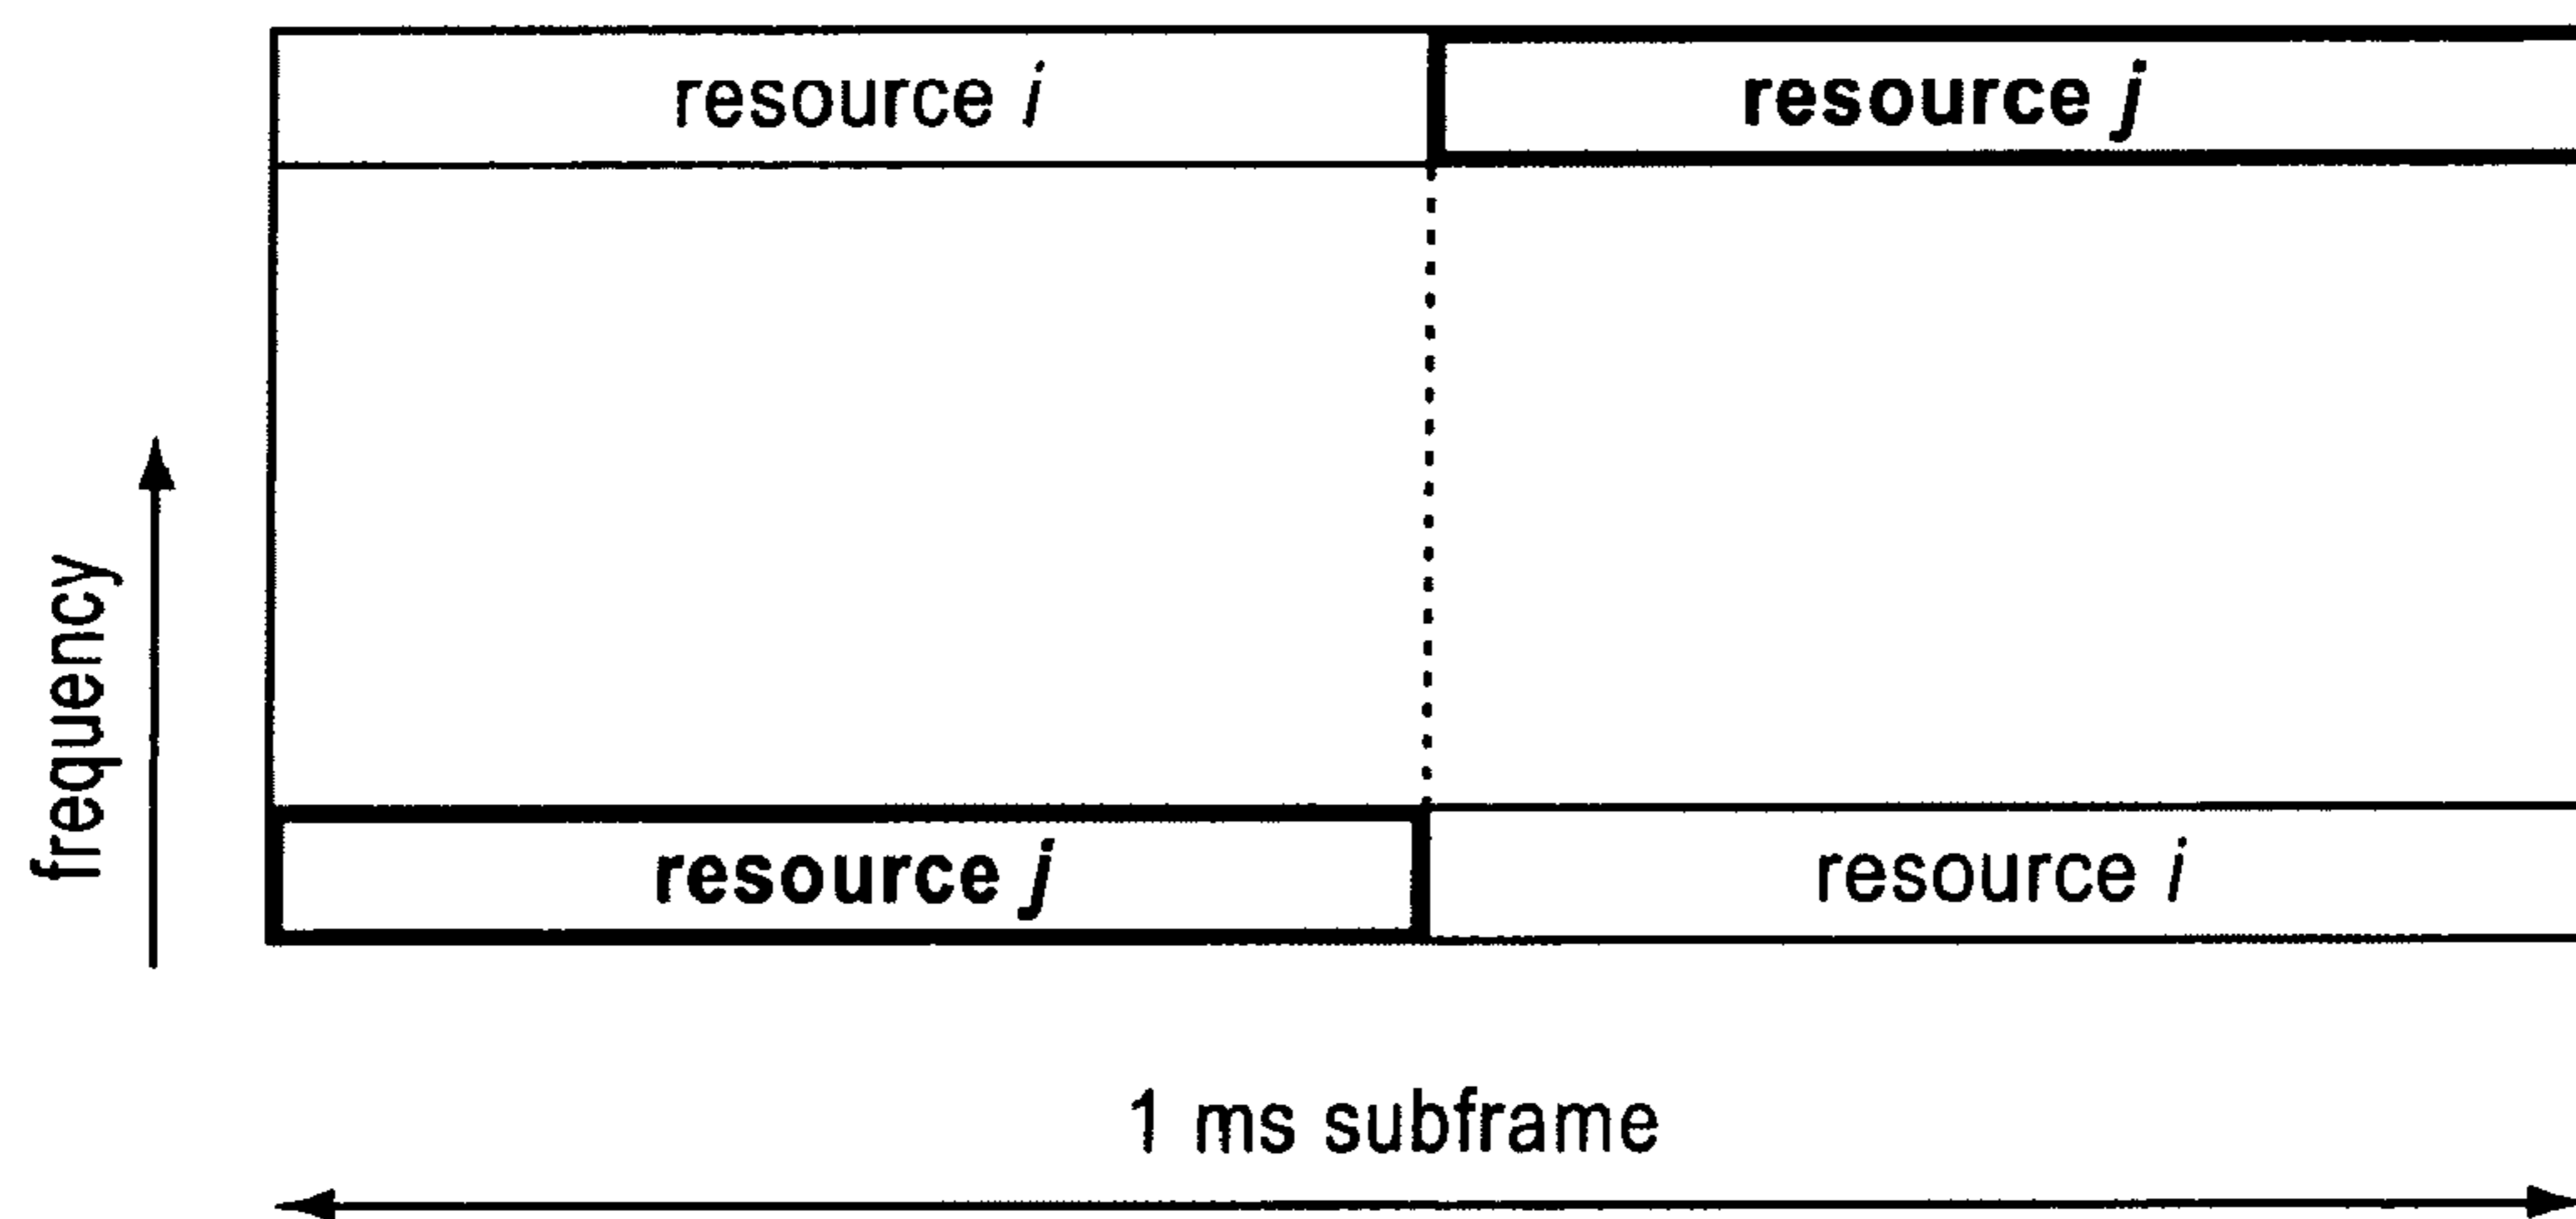 resource i
resource j
frequency
resource j
resource i
1 ms subframe